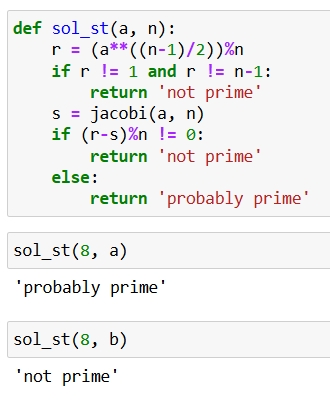 def sol_st(a, n):
    r = (a**((n-1)/2))%n
    if r != 1 and r != n-1:
        return 'not prime'
    s = jacobi(a, n)
    if (r-s)%n != 0:
        return 'not prime'
    else:
        return 'probably prime'
sol_st(8, a)
'probably prime'
sol_st(8, b)
'not prime'